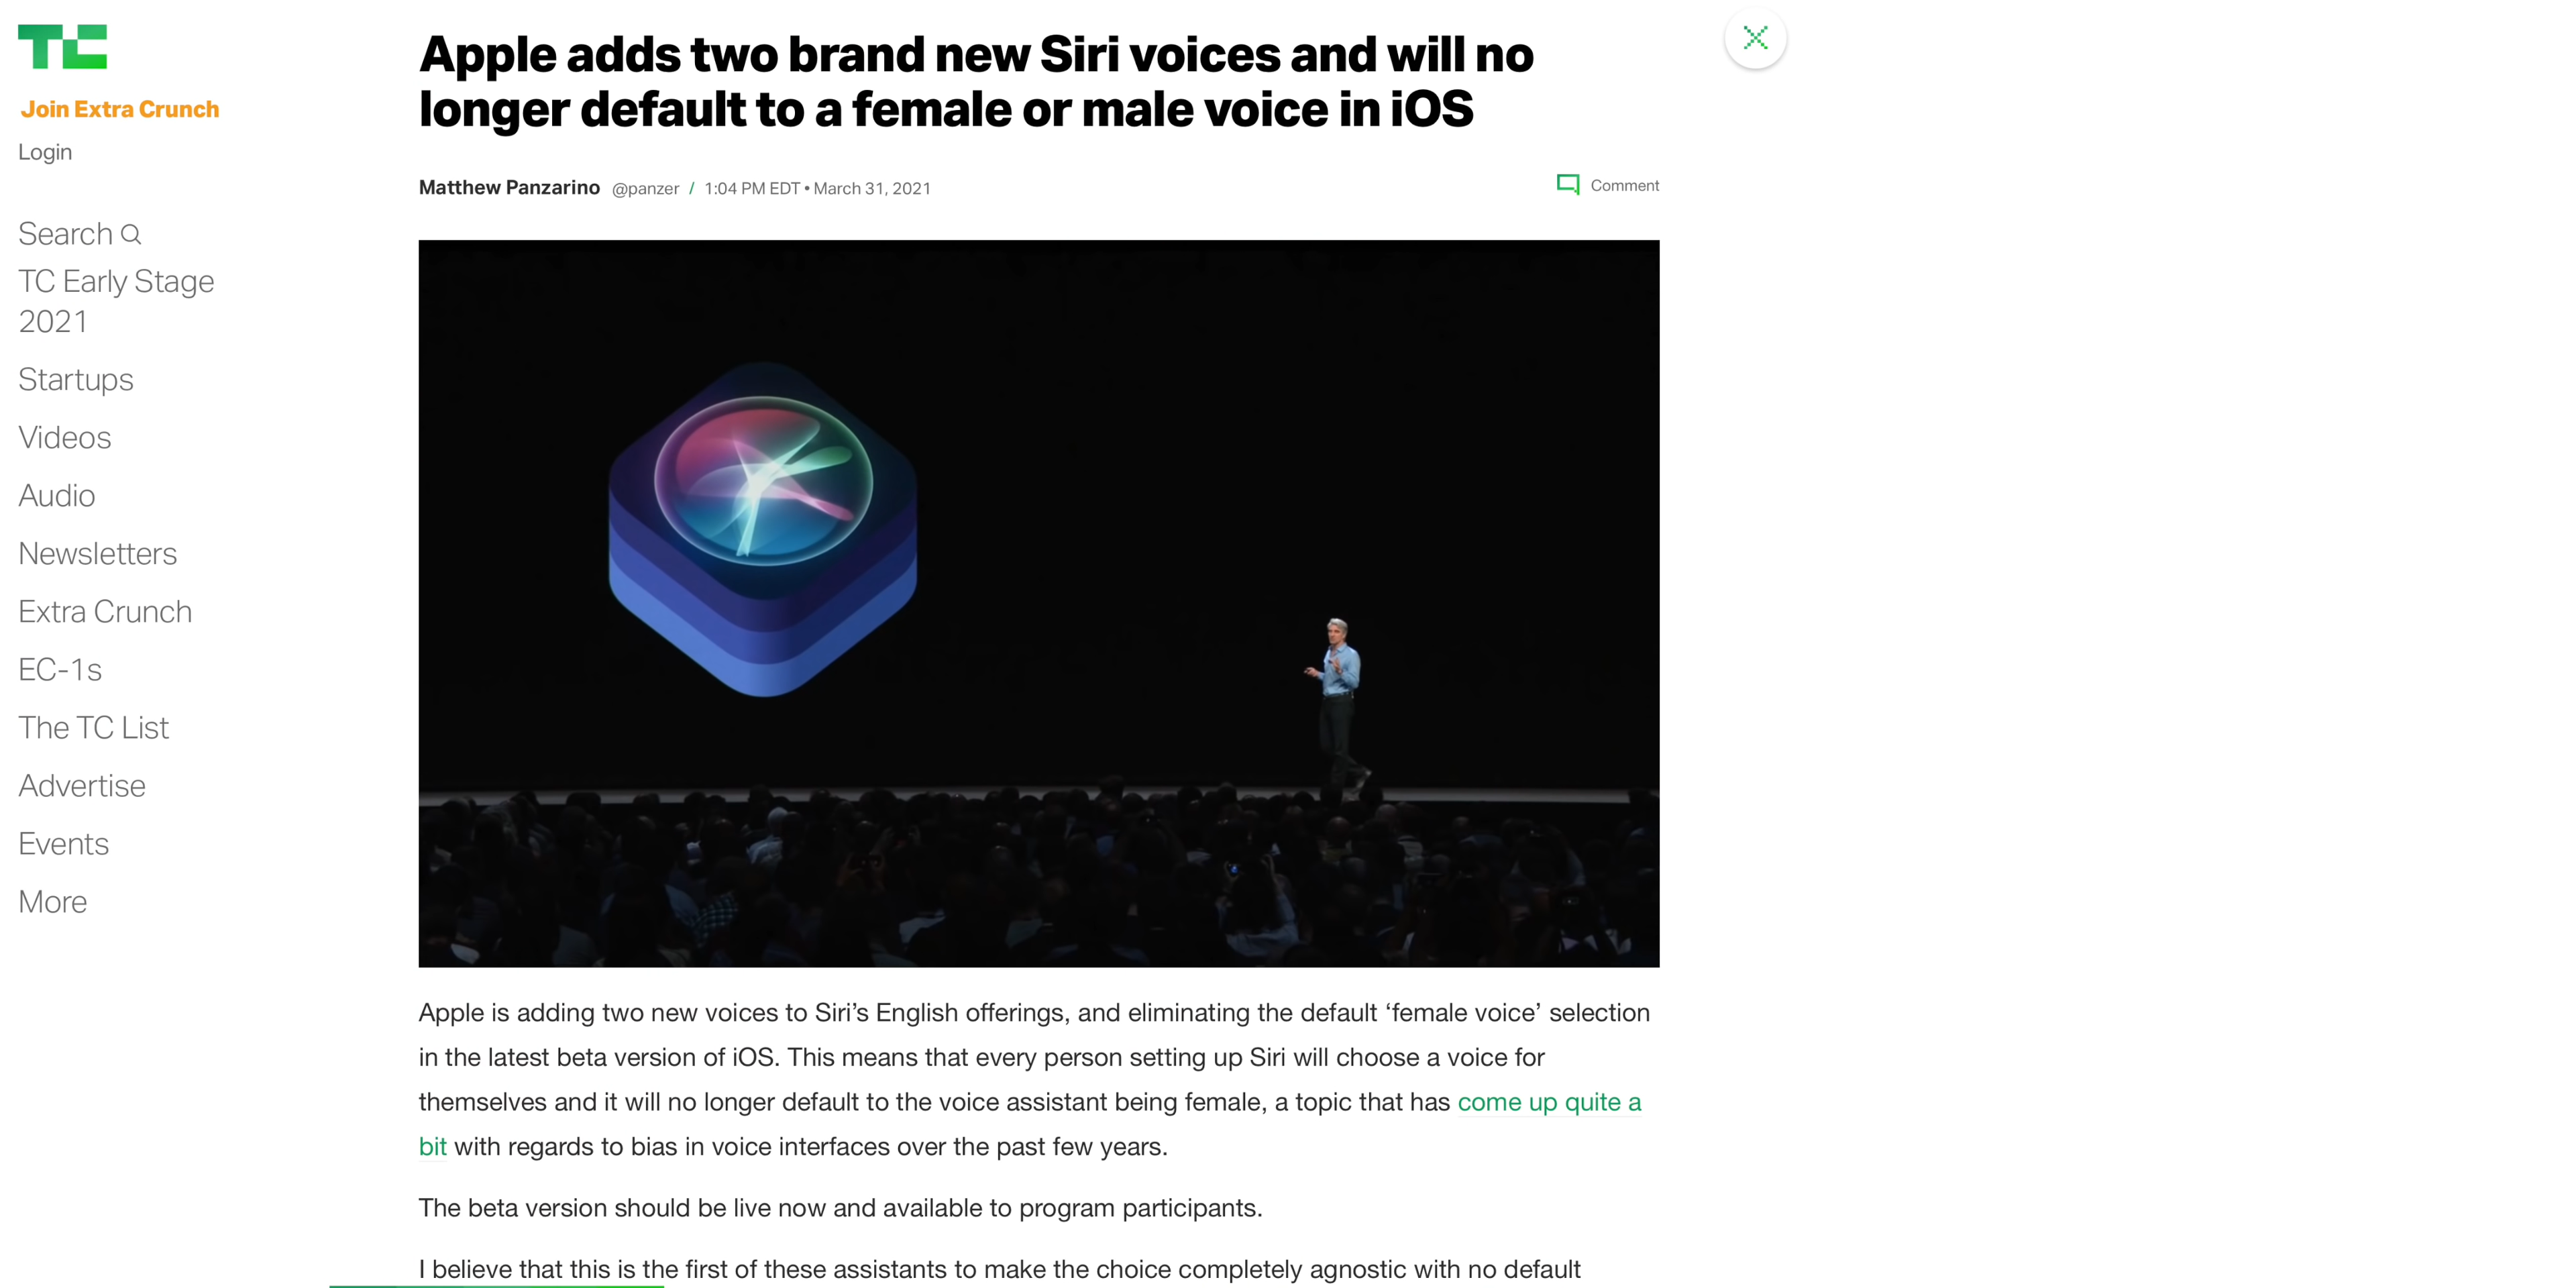 TC
Join Extra Crunch
Login
Search
TC Early Stage
2021
Startups
Videos
Audio
Newsletters
Extra Crunch
EC-1s
The TC List
Advertise
Events
More
Apple adds two brand new Siri voices and will no
longer default to a female or male voice in iOS
Matthew Panzarino @panzer / 1:04 PM EDT • March 31, 2021
Comment
Apple is adding two new voices to Siri’s English offerings, and eliminating the default ‘female voice’ selection
in the latest beta version of iOS. This means that every person setting up Siri will choose a voice for
themselves and it will no longer default to the voice assistant being female, a topic that has come up quite a
bit with regards to bias in voice interfaces over the past few years.
The beta version should be live now and available to program participants.
I believe that this is the first of these assistants to make the choice completely agnostic with no default